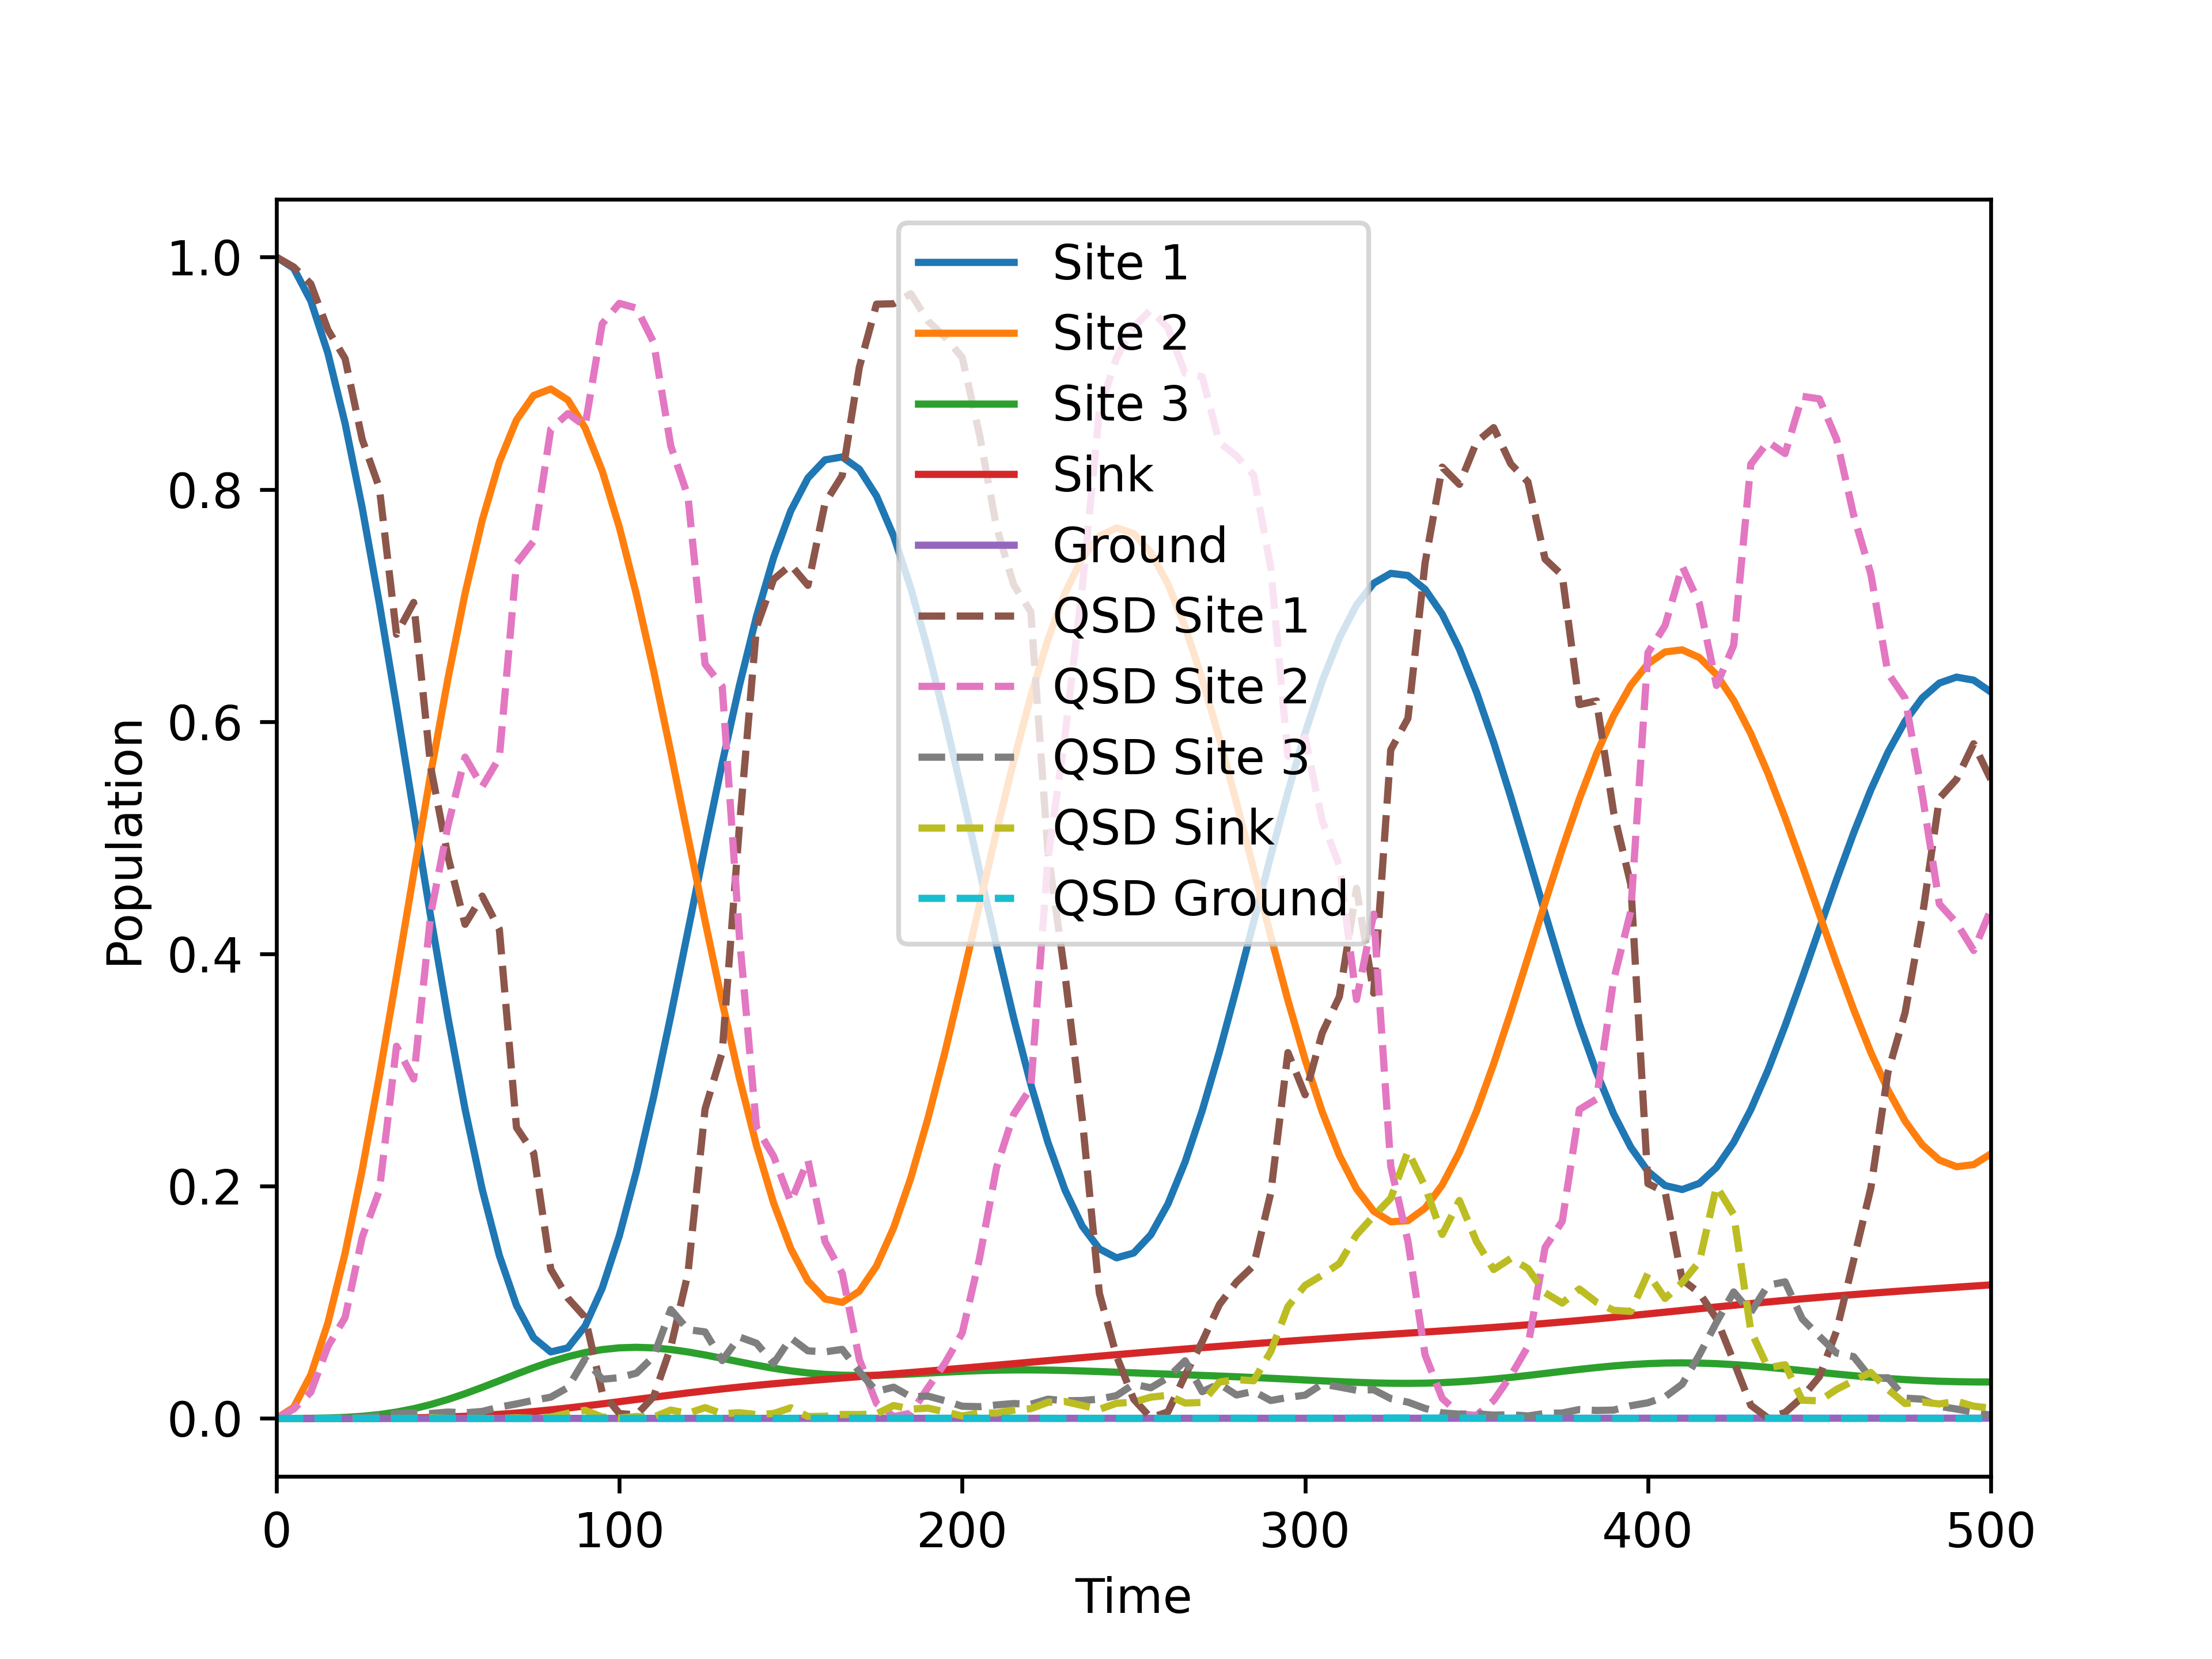 1.0
0.8
0.6
0.4
0.2
0.0
Population
Site 1
Site 2
Site 3
Sink
Ground
QSD Site 1
QSD Site 2
QSD Site 3
QSD Sink
QSD Ground
0 100 200 300 400 500
Time